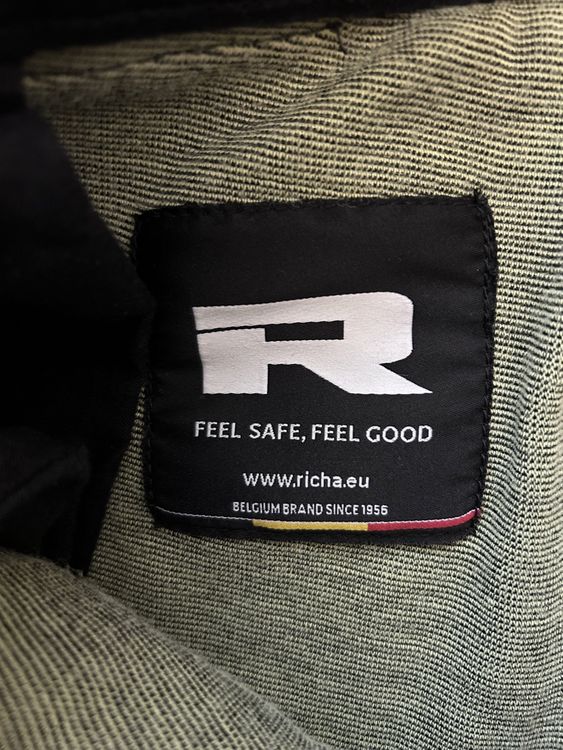 R
FEEL SAFE, FEEL GOOD
www.richa.eu
BELGIUM BRAND SINCE 1956